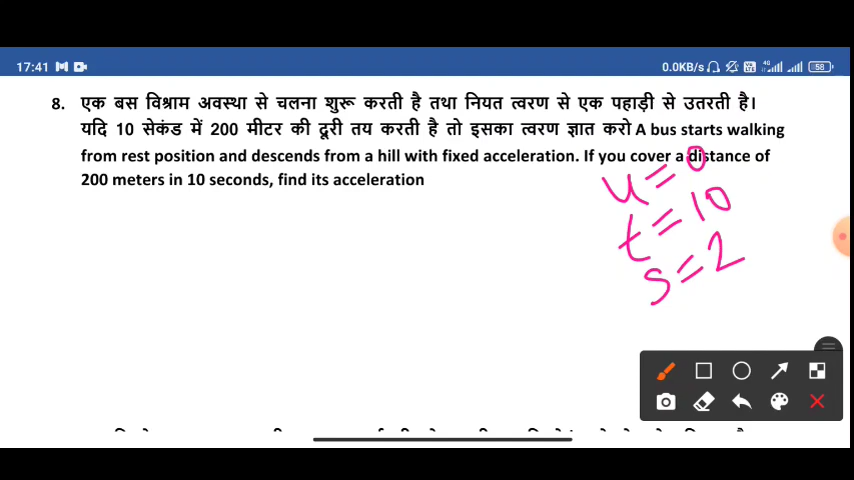 17:41 0.0KB/s 4G 58
8. एक बस विश्राम अवस्था से चलना शुरू करती है तथा नियत त्वरण से एक पहाड़ी से उतरती है।
यदि 10 सेकंड में 200 मीटर की दूरी तय करती है तो इसका त्वरण ज्ञात करो A bus starts walking
from rest position and descends from a hill with fixed acceleration. If you cover a distance of
200 meters in 10 seconds, find its acceleration
u=0
t=10
s=2